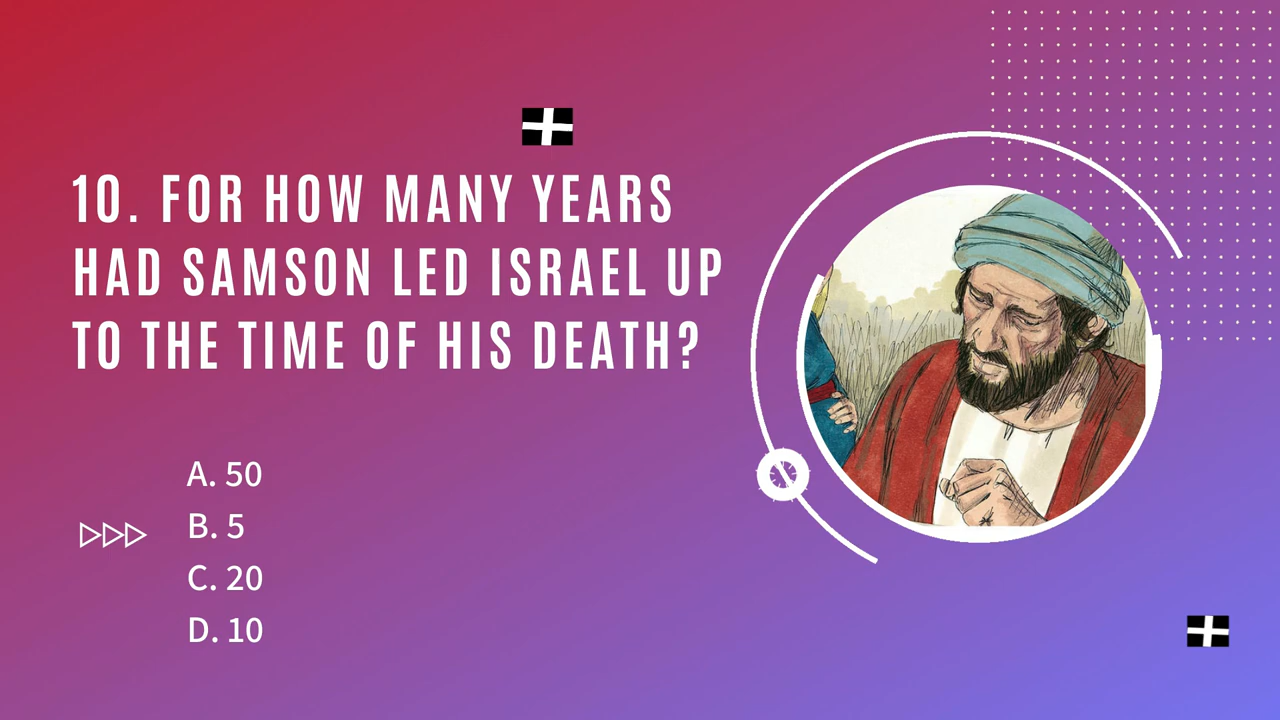 10. FOR HOW MANY YEARS
HAD SAMSON LED ISRAEL UP
TO THE TIME OF HIS DEATH?
A. 50
B. 5
C. 20
D. 10